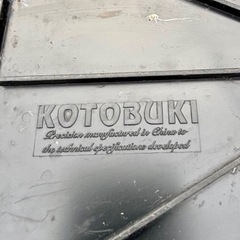 KOTOBUKI
Precision manufactured in China to
the technical specifications developed